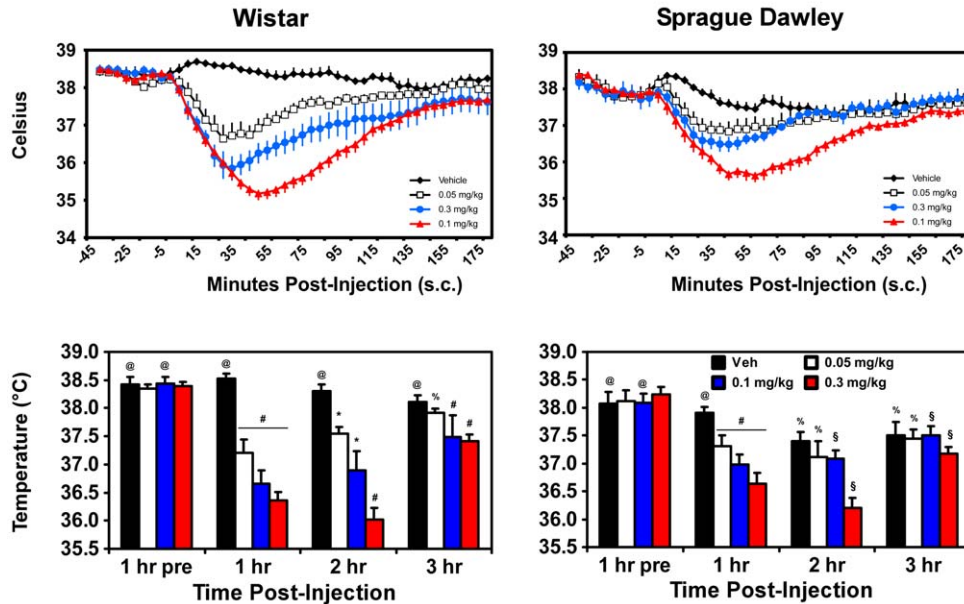 Wistar
Sprague Dawley
Celsius
39
38
37
36
35
34
Vehicle
0.05 mg/kg
0.3 mg/kg
0.1 mg/kg
-45
-25
-5
15
35
55
75
95
115
135
155
175
Minutes Post-Injection (s.c.)
39
38
37
36
35
34
Vehicle
0.05 mg/kg
0.3 mg/kg
0.1 mg/kg
-45
-25
-5
15
35
55
75
95
115
135
155
175
Minutes Post-Injection (s.c.)
Temperature (°C)
39.0
38.5
38.0
37.5
37.0
36.5
36.0
35.5
@ @ @ # @ * * # @ % # #
1 hr pre 1 hr 2 hr 3 hr
Time Post-Injection
39.0
38.5
38.0
37.5
37.0
36.5
36.0
35.5
Veh 0.05 mg/kg
0.1 mg/kg 0.3 mg/kg
@ @ @ # % % § § % % § §
1 hr pre 1 hr 2 hr 3 hr
Time Post-Injection